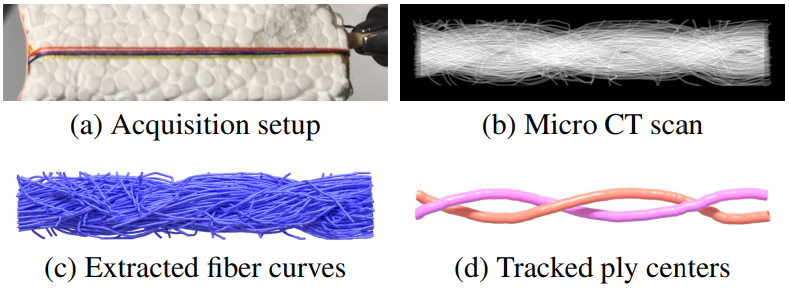 (a) Acquisition setup
(b) Micro CT scan
(c) Extracted fiber curves
(d) Tracked ply centers